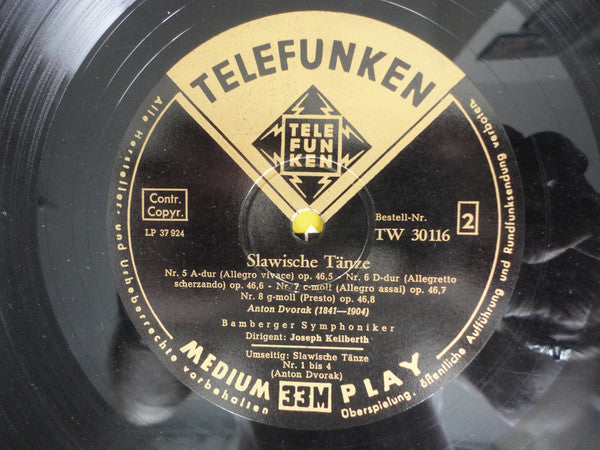 TELEFUNKEN
TELE
FUN
KEN
Contr.
Copyr.
LP 37 924
Bestell-Nr.
TW 30116
2
Slawische Tänze
Nr. 5 A-dur (Allegro vivace) op. 46,5 - Nr. 6 D-dur (Allegretto
scherzando) op. 46,6 - Nr. 7 c-moll (Allegro assai) op. 46,7
Nr. 8 g-moll (Presto) op. 46,8
Anton Dvorak (1841—1904)
Bamberger Symphoniker
Dirigent: Joseph Keilberth
Umseitig: Slawische Tänze
Nr. 1 bis 4
(Anton Dvorak)
MEDIUM 33M PLAY
Alle Hersteller- und Urheberrechte vorbehalten
Überspielung, öffentliche Aufführung und Rundfunksendung verboten.